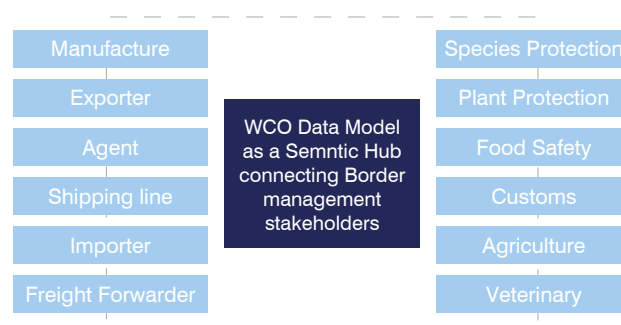 Manufacture
Exporter
Agent
Shipping line
Importer
Freight Forwarder
WCO Data Model
as a Semntic Hub
connecting Border
management
stakeholders
Species Protection
Plant Protection
Food Safety
Customs
Agriculture
Veterinary